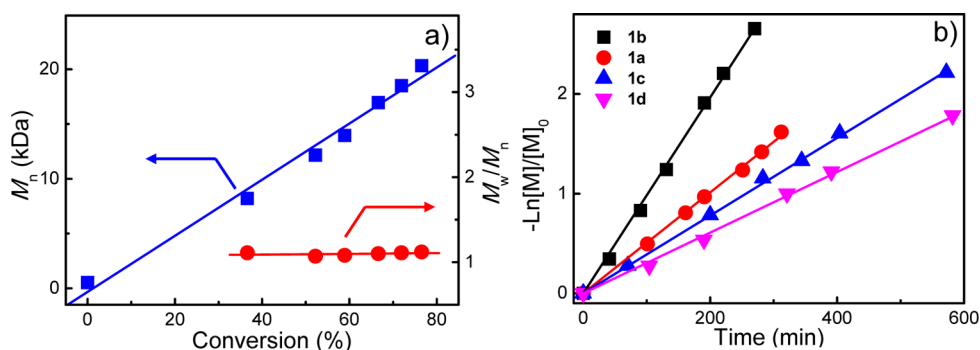 a)
Mn (kDa)
20
10
0
0 20 40 60 80
Conversion (%)
3
2
1
Mw/Mn
b)
1b
1a
1c
1d
-Ln[M]/[M]0
2
1
0
0 200 400 600
Time (min)